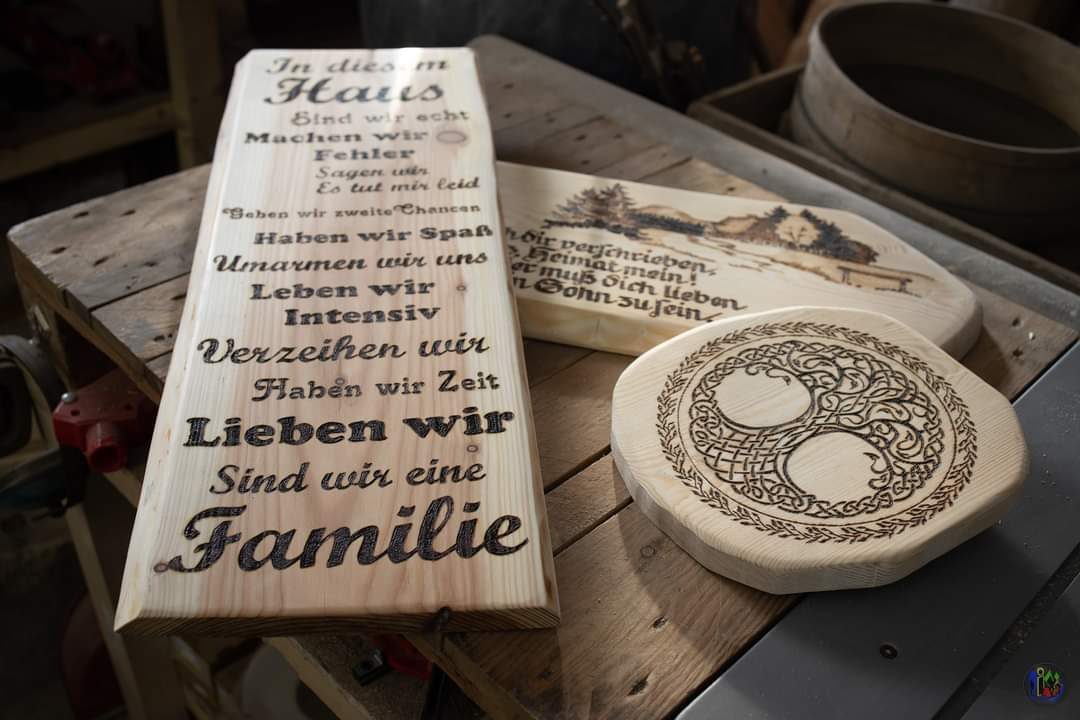 In diesem
Haus
Sind wir echt
Machen wir
Fehler
Sagen wir
Es tut mir leid
Geben wir zweite Chancen
Haben wir Spaß
Umarmen wir uns
Leben wir
Intensiv
Verzeihen wir
Haben wir Zeit
Lieben wir
Sind wir eine
Familie
dir verschrieben,
Heimat mein!
muß dich lieben
Sohn zu sein,